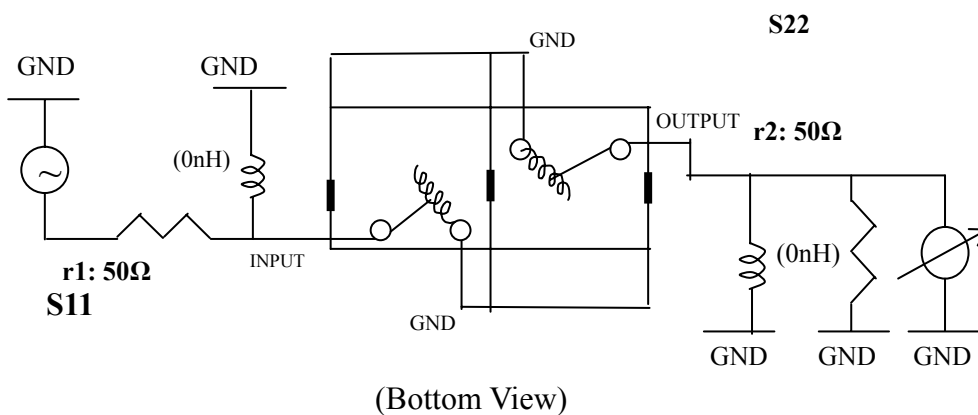 S22
GND
GND
GND
OUTPUT
r2: 50Ω
(0nH)
~
(0nH)
INPUT
r1: 50Ω
S11
GND
GND
GND
GND
(Bottom View)